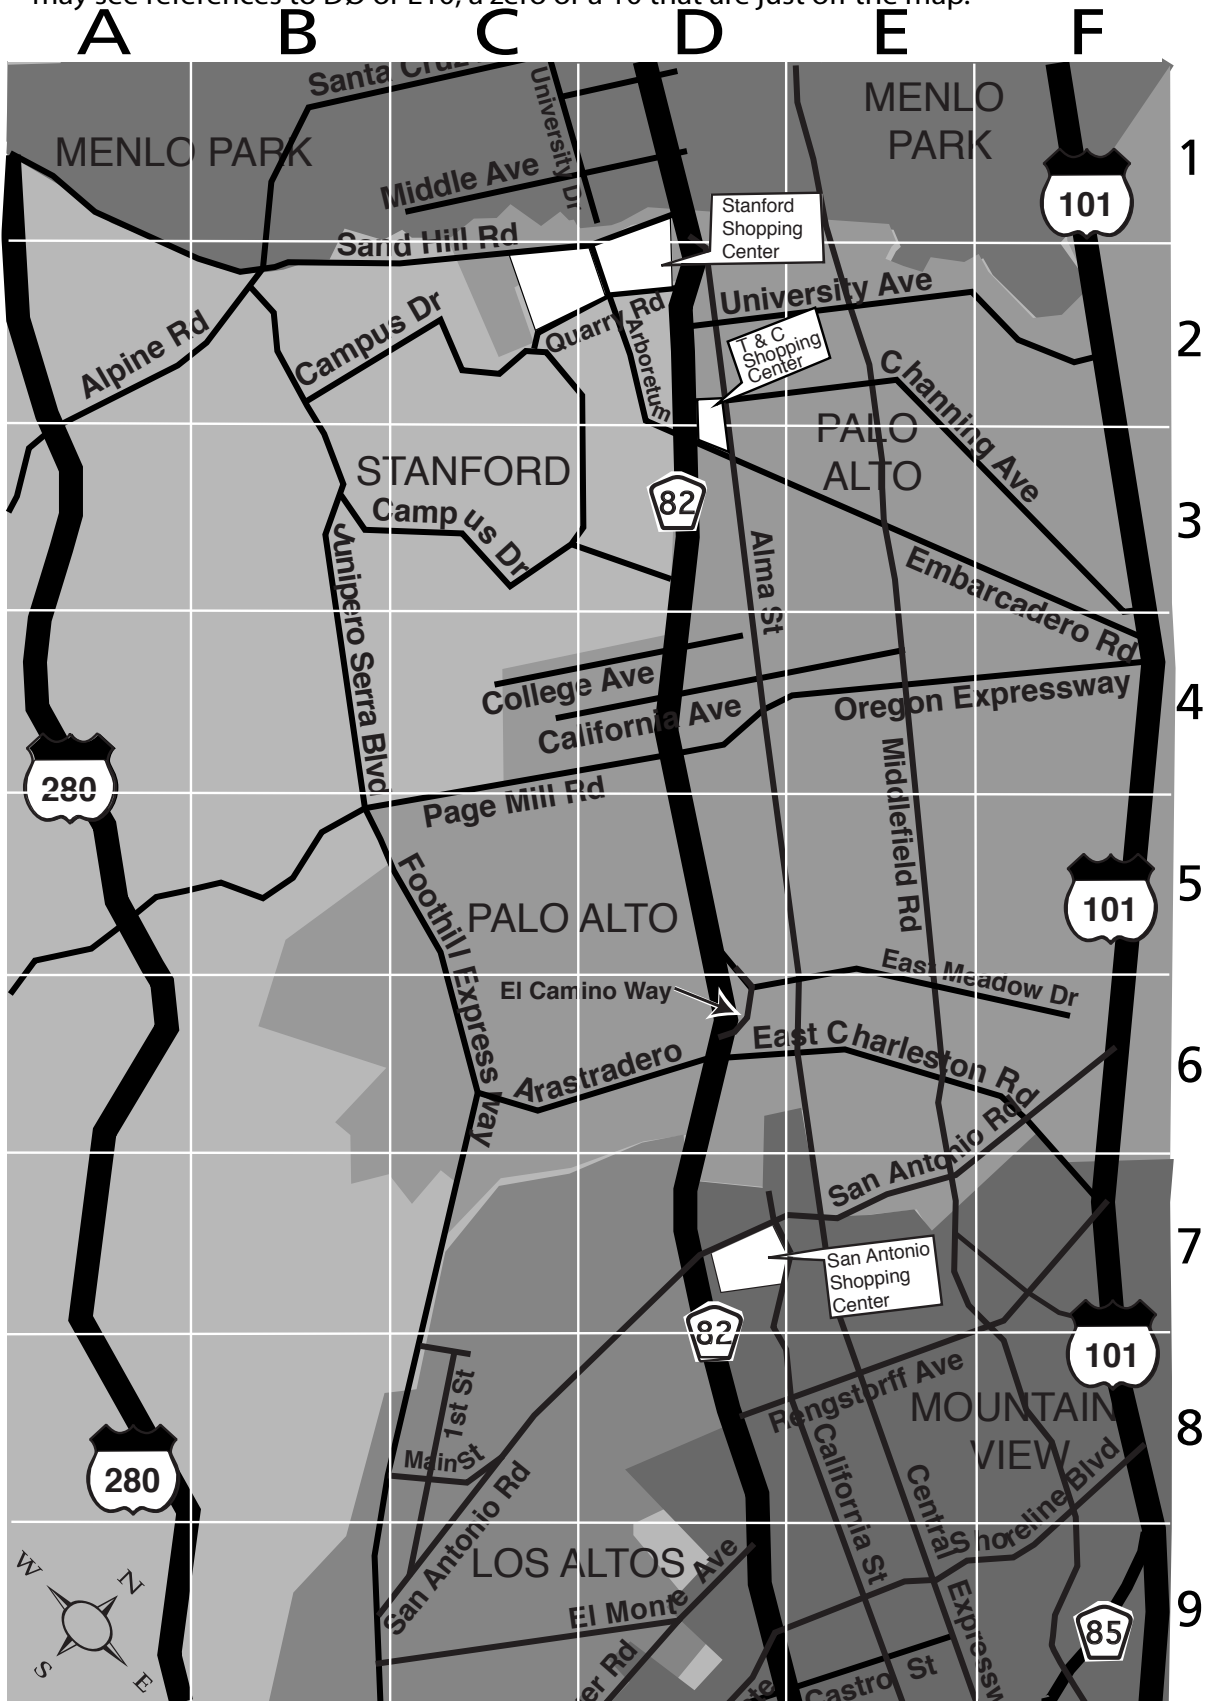 may see references to DØ or E10, a zero or a 10 that are just off the map.
A B C D E F
Santa Cruz
University Dr
MENLO PARK
MENLO
PARK
1
Middle Ave
101
Stanford
Shopping
Center
Sand Hill Rd
University Ave
2
Campus Dr
Quarry Rd
Alpine Rd
Arboretum
T & C
Shopping
Center
Channing Ave
PALO
ALTO
STANFORD
82
3
Campus Dr
Junipero Serra Blvd
Alma St
Embarcadero Rd
College Ave
California Ave
Oregon Expressway
4
280
Middlefield Rd
Page Mill Rd
5
101
Foothill Expressway
PALO ALTO
East Meadow Dr
El Camino Way
East Charleston Rd
6
Arastradero
San Antonio Rd
7
San Antonio
Shopping
Center
82
101
1st St
Rengstorff Ave
MOUNTAIN
VIEW
8
Main St
280
San Antonio Rd
California St
Central Expressw
Shoreline Blvd
LOS ALTOS
El Monte Ave
9
85
W
N
S
E
er Rd
te
Castro St